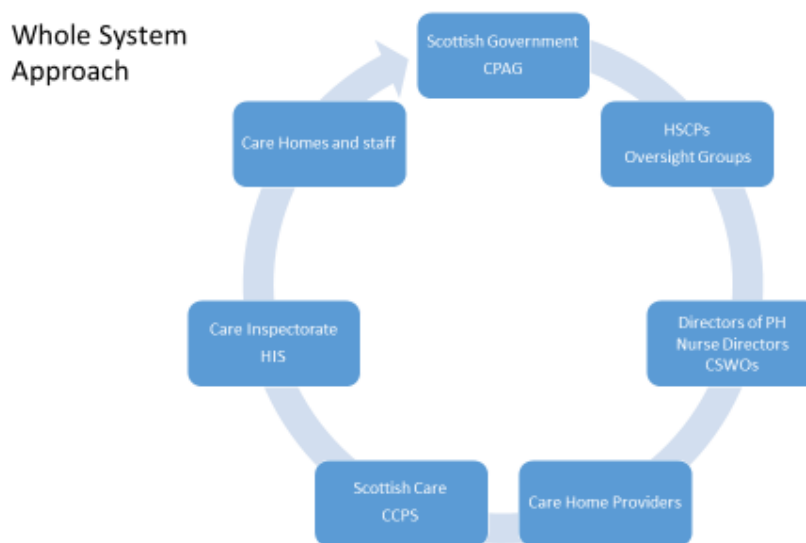 Whole System
Approach
Scottish Government
CPAG
HSCPs
Oversight Groups
Directors of PH
Nurse Directors
CSWOs
Care Home Providers
Scottish Care
CCPS
Care Inspectorate
HIS
Care Homes and staff